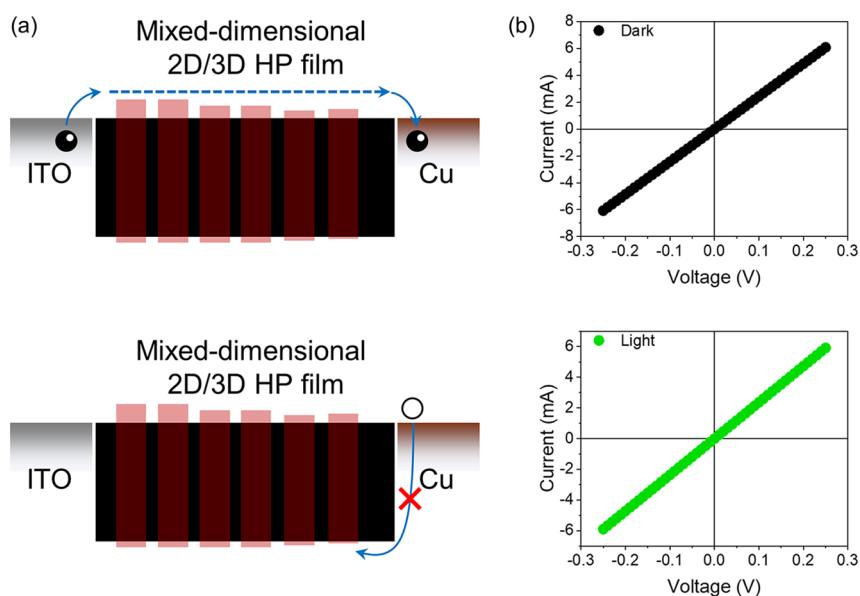 (a)
Mixed-dimensional
2D/3D HP film
ITO
Cu
Mixed-dimensional
2D/3D HP film
ITO
Cu
(b)
Dark
Current (mA)
8
6
4
2
0
-2
-4
-6
-8
-0.3 -0.2 -0.1 0.0 0.1 0.2 0.3
Voltage (V)
Light
Current (mA)
6
4
2
0
-2
-4
-6
-0.3 -0.2 -0.1 0.0 0.1 0.2 0.3
Voltage (V)